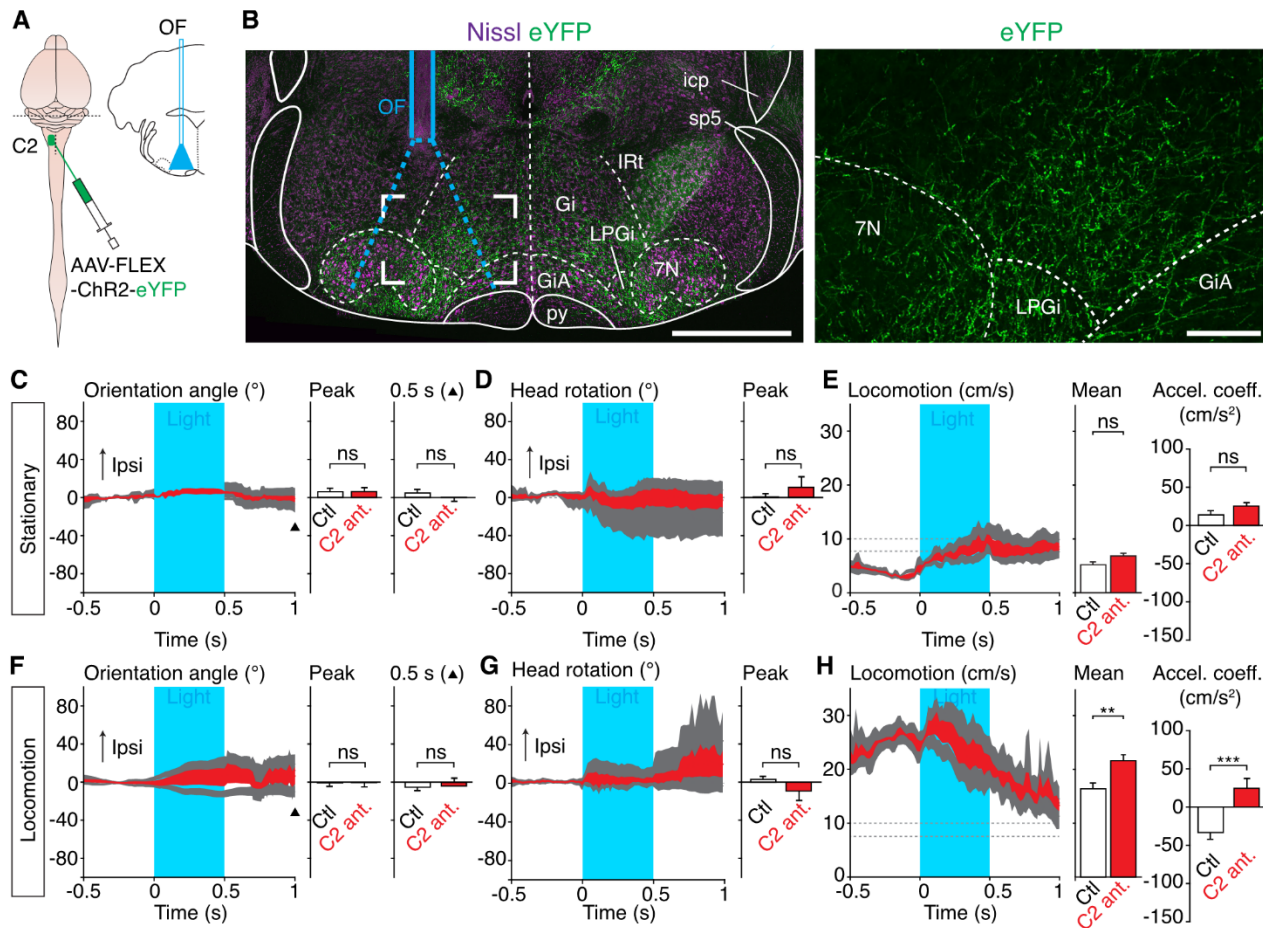 A
OF
C2
AAV-FLEX
-ChR2-eYFP
B
Nissl eYFP
eYFP
OF
icp
sp5
IRt
Gi
LPGi
7N
GiA
py
7N
LPGi
GiA
Stationary
C
Orientation angle (°)
Peak
0.5 s (▲)
Light
80
40
0
-40
-80
↑ Ipsi
▲
ns
ns
Ctl
C2 ant.
Ctl
C2 ant.
-0.5
0
0.5
1
Time (s)
D
Head rotation (°)
Peak
Light
80
40
0
-40
-80
↑ Ipsi
ns
Ctl
C2 ant.
-0.5
0
0.5
1
Time (s)
E
Locomotion (cm/s)
Mean
Accel. coeff.
(cm/s²)
Light
30
20
10
0
ns
Ctl
C2 ant.
100
50
0
-50
-100
-150
ns
Ctl
C2 ant.
-0.5
0
0.5
1
Time (s)
Locomotion
F
Orientation angle (°)
Peak
0.5 s (▲)
Light
80
40
0
-40
-80
↑ Ipsi
▲
ns
ns
Ctl
C2 ant.
Ctl
C2 ant.
-0.5
0
0.5
1
Time (s)
G
Head rotation (°)
Peak
Light
80
40
0
-40
-80
↑ Ipsi
ns
Ctl
C2 ant.
-0.5
0
0.5
1
Time (s)
H
Locomotion (cm/s)
Mean
Accel. coeff.
(cm/s²)
Light
30
20
10
0
**
Ctl
C2 ant.
100
50
0
-50
-100
-150
***
Ctl
C2 ant.
-0.5
0
0.5
1
Time (s)